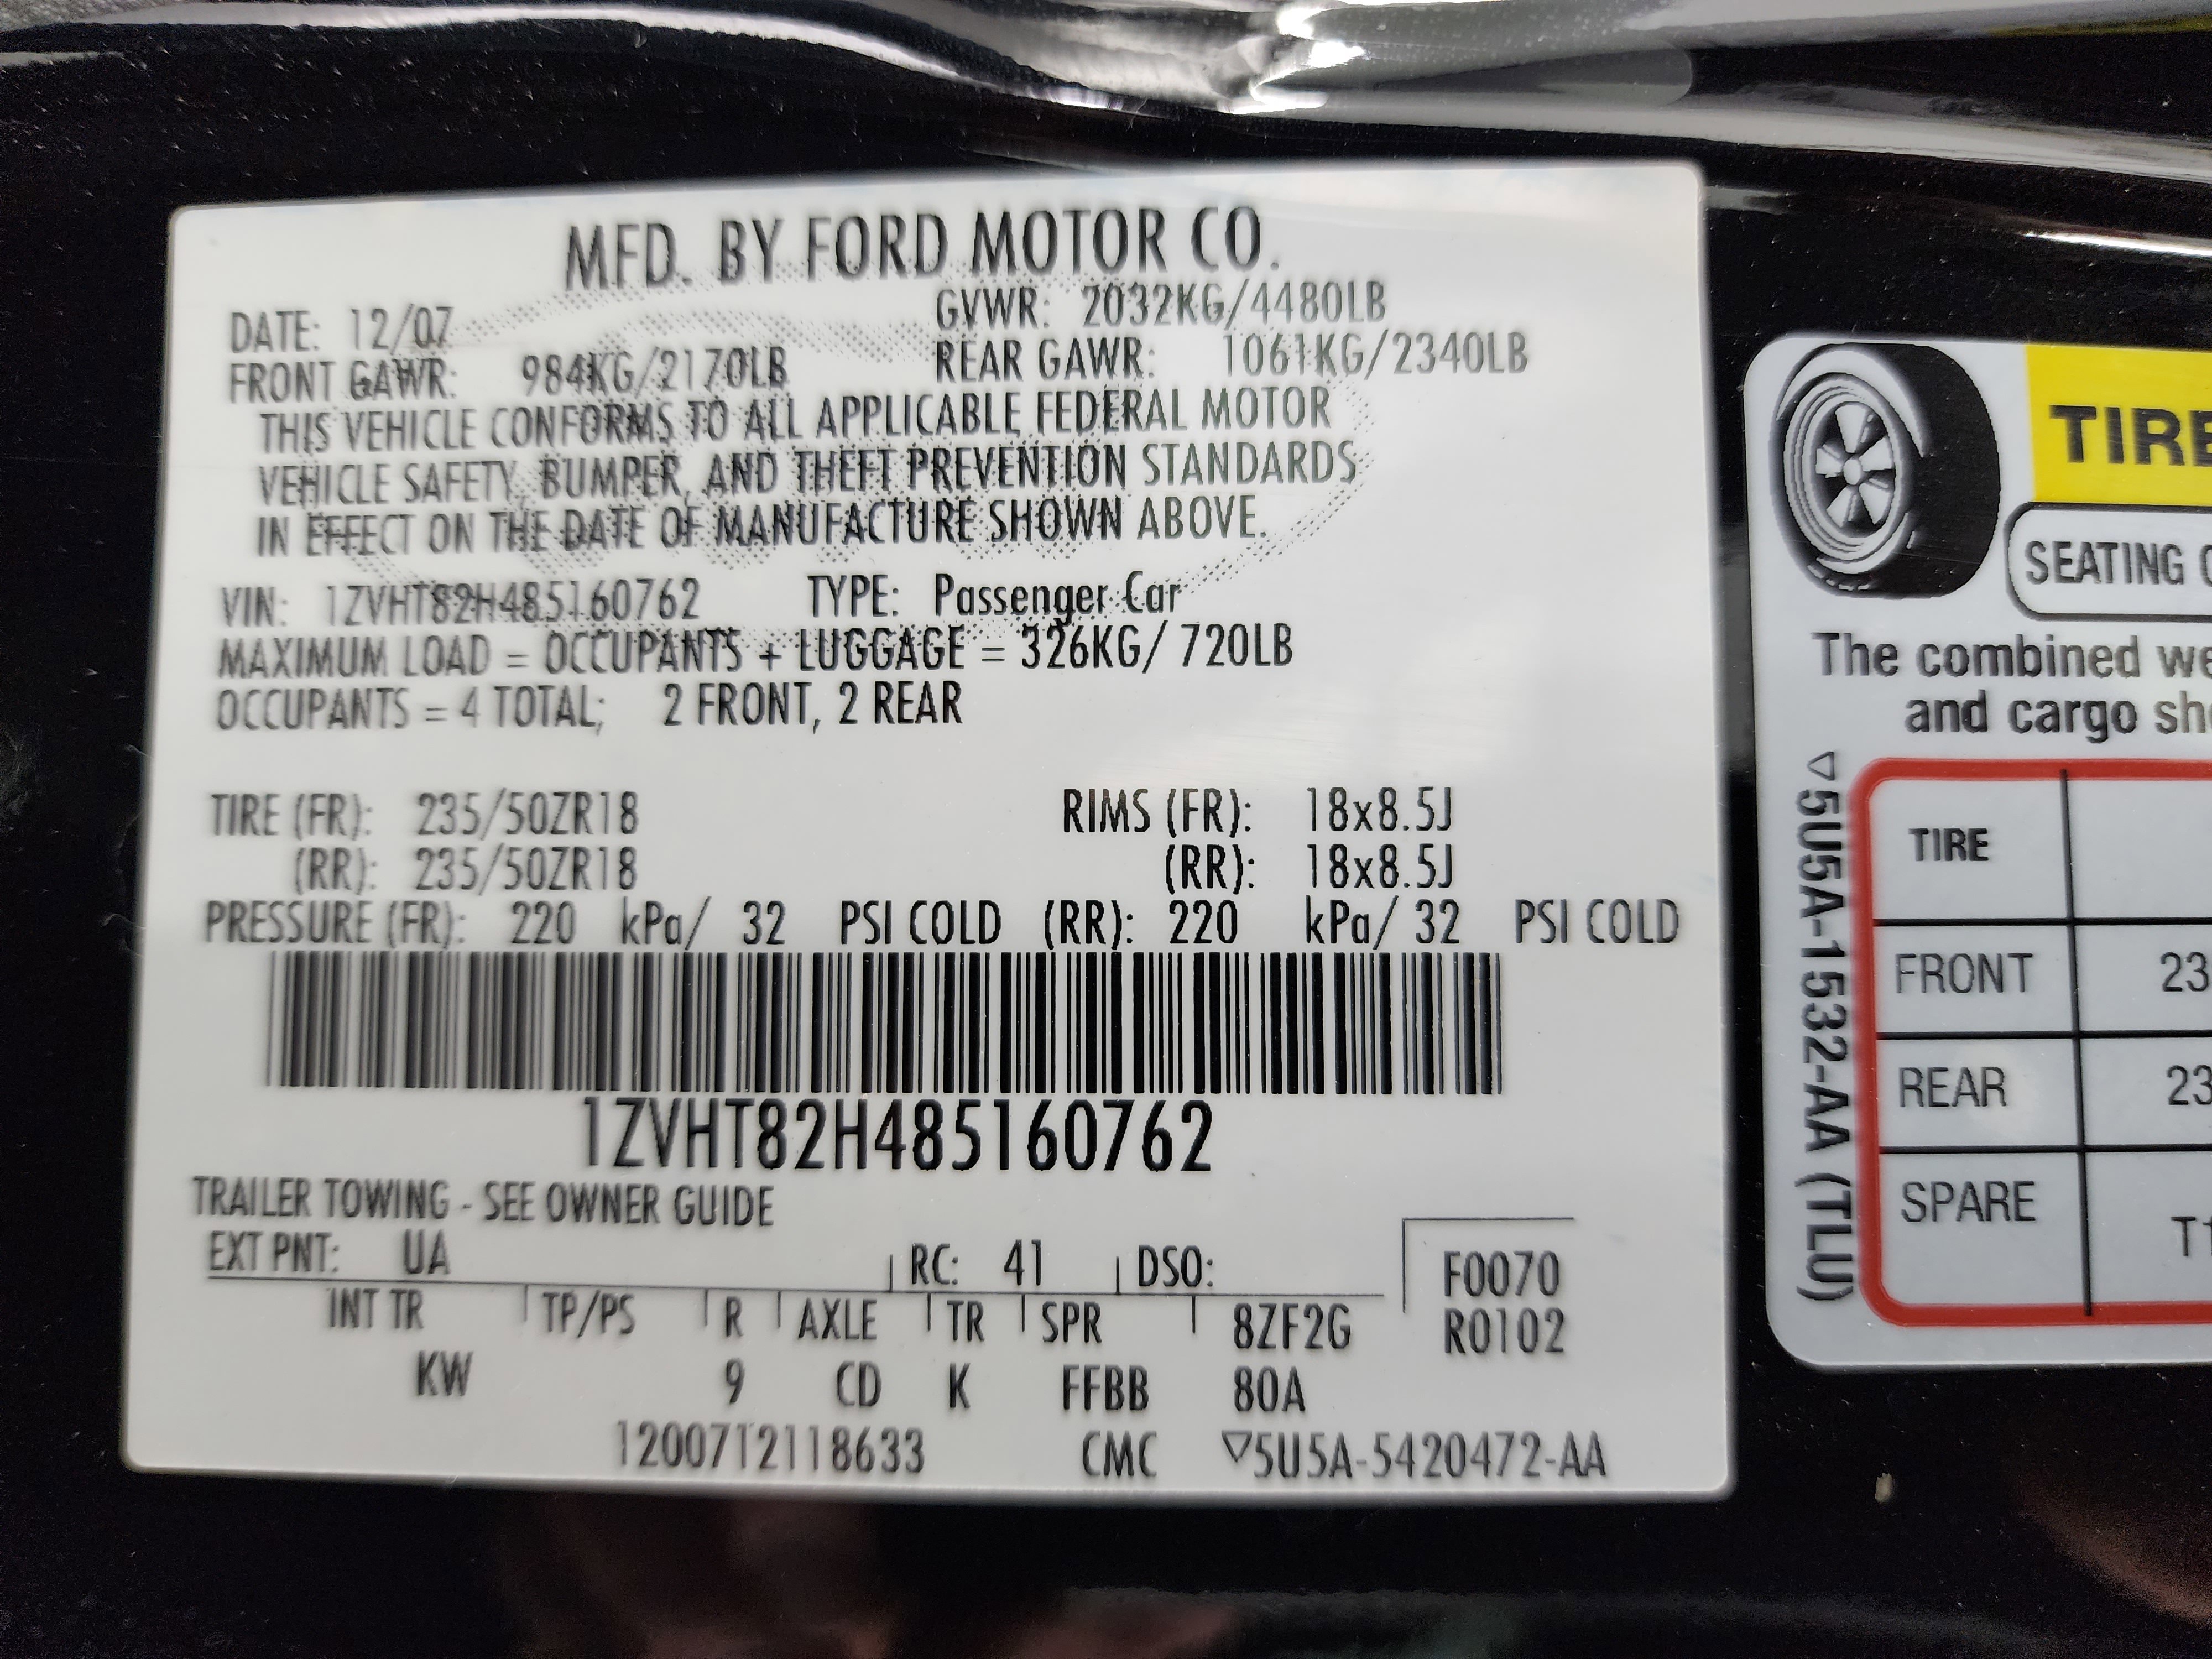 MFD. BY FORD MOTOR CO.
DATE: 12/07 GVWR: 2032KG/4480LB
FRONT GAWR: 984KG/2170LB REAR GAWR: 1061KG/2340LB
THIS VEHICLE CONFORMS TO ALL APPLICABLE FEDERAL MOTOR
VEHICLE SAFETY, BUMPER, AND THEFT PREVENTION STANDARDS
IN EFFECT ON THE DATE OF MANUFACTURE SHOWN ABOVE.
VIN: 1ZVHT82H485160762 TYPE: Passenger Car
MAXIMUM LOAD = OCCUPANTS + LUGGAGE = 326KG/ 720LB
OCCUPANTS = 4 TOTAL; 2 FRONT, 2 REAR
TIRE (FR): 235/50ZR18 RIMS (FR): 18x8.5J
(RR): 235/50ZR18 (RR): 18x8.5J
PRESSURE (FR): 220 kPa/ 32 PSI COLD (RR): 220 kPa/ 32 PSI COLD
1ZVHT82H485160762
TRAILER TOWING - SEE OWNER GUIDE
EXT PNT: UA RC: 41 DSO: F0070
INT TR TP/PS R AXLE TR SPR 8ZF2G R0102
KW 9 CD K FFBB 80A
12007T2118633 CMC ▽5U5A-5420472-AA
TIRE
SEATING
The combined we
and cargo sh
▽5U5A-1532-AA (TLU)
TIRE
FRONT 23
REAR 23
SPARE T1